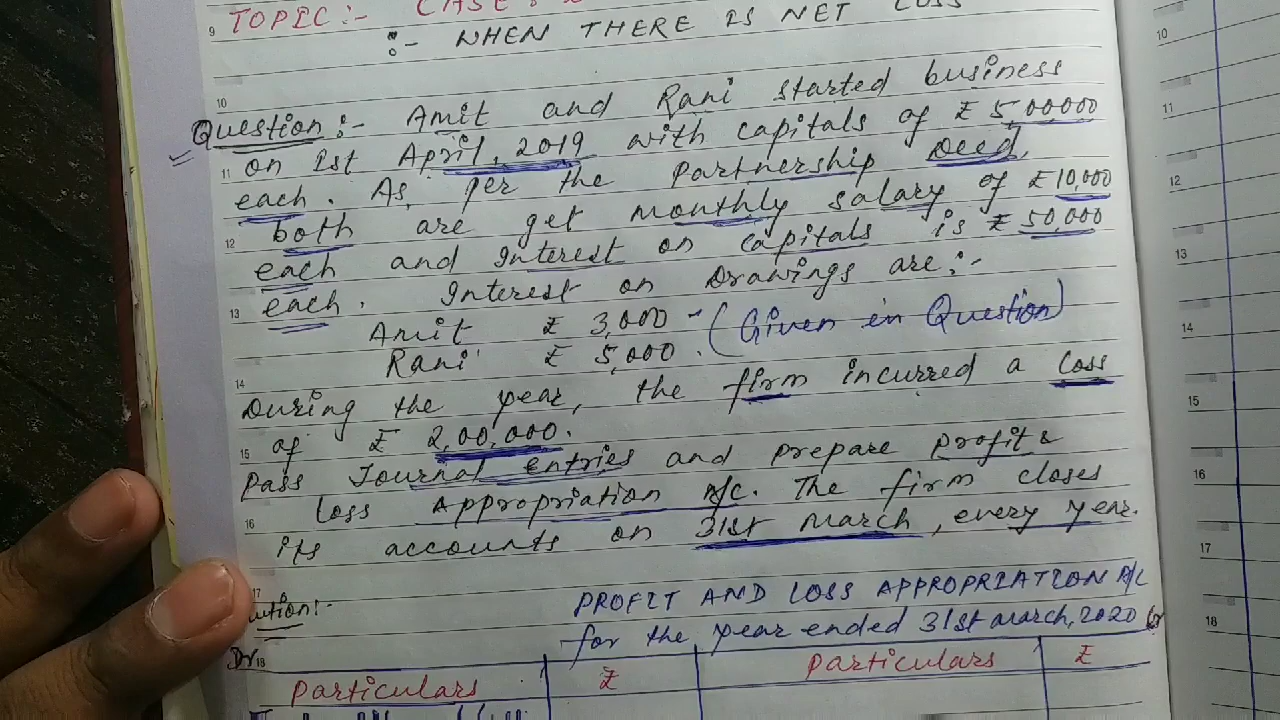 TOPIC :- CASE :
:- WHEN THERE IS NET LOSS
Question :- Amit and Rani started business
on 1st April, 2019 with capitals of ₹ 5,00000
each. As per the Partnership Deed,
both are get monthly salary of ₹ 10,000
each and Interest on capitals is ₹ 50,000
each. Interest on Drawings are :-
Amit ₹ 3,000 - (Given in Question)
Rani ₹ 5,000.
During the year, the firm incurred a Loss
of ₹ 2,00,000.
Pass Journal entries and prepare profit &
Loss Appropriation A/C. The firm closes
its accounts on 31st March, every year.
ution :-
PROFIT AND LOSS APPROPRIATION A/C
for the year ended 31st March, 2020
Dr.
Cr
Particulars ₹ Particulars ₹